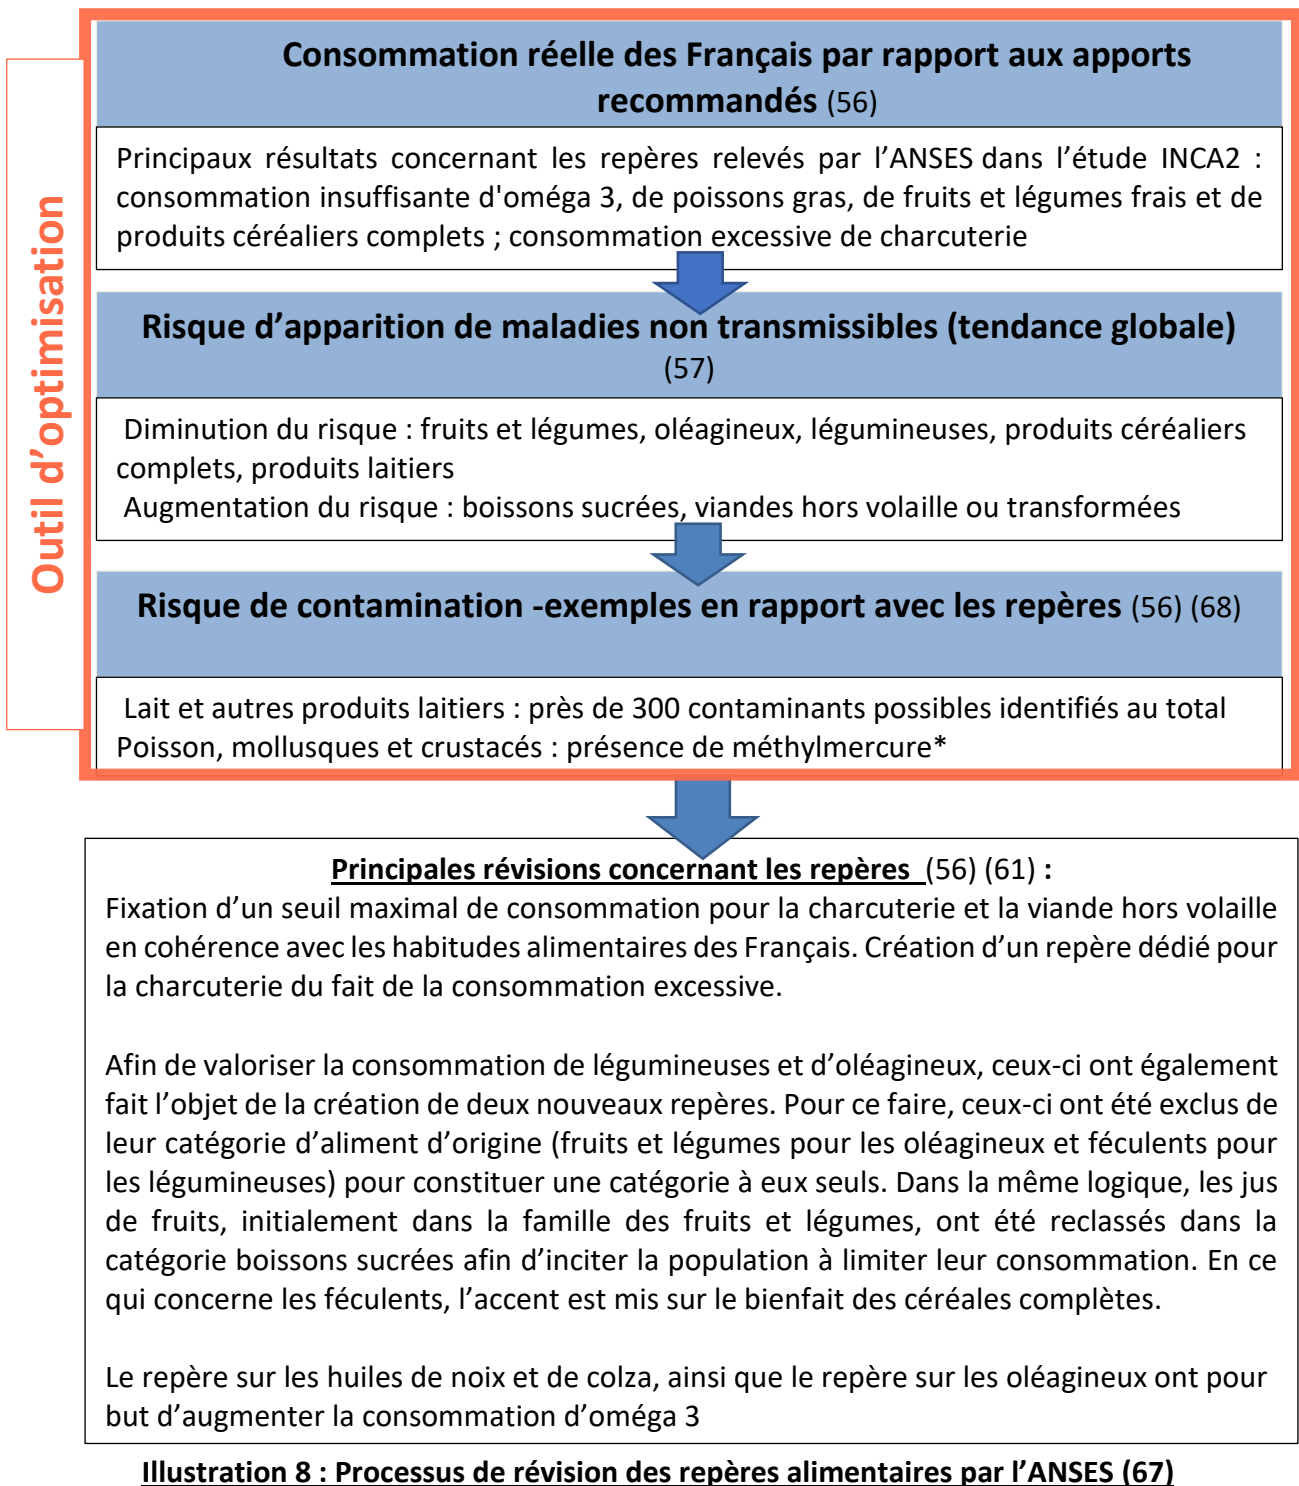 Outil d’optimisation
Consommation réelle des Français par rapport aux apports
recommandés (56)
Principaux résultats concernant les repères relevés par l’ANSES dans l’étude INCA2 :
consommation insuffisante d'oméga 3, de poissons gras, de fruits et légumes frais et de
produits céréaliers complets ; consommation excessive de charcuterie
Risque d’apparition de maladies non transmissibles (tendance globale)
(57)
Diminution du risque : fruits et légumes, oléagineux, légumineuses, produits céréaliers
complets, produits laitiers
Augmentation du risque : boissons sucrées, viandes hors volaille ou transformées
Risque de contamination -exemples en rapport avec les repères (56) (68)
Lait et autres produits laitiers : près de 300 contaminants possibles identifiés au total
Poisson, mollusques et crustacés : présence de méthylmercure*
Principales révisions concernant les repères (56) (61) :
Fixation d’un seuil maximal de consommation pour la charcuterie et la viande hors volaille
en cohérence avec les habitudes alimentaires des Français. Création d’un repère dédié pour
la charcuterie du fait de la consommation excessive.
Afin de valoriser la consommation de légumineuses et d’oléagineux, ceux-ci ont également
fait l’objet de la création de deux nouveaux repères. Pour ce faire, ceux-ci ont été exclus de
leur catégorie d’aliment d’origine (fruits et légumes pour les oléagineux et féculents pour
les légumineuses) pour constituer une catégorie à eux seuls. Dans la même logique, les jus
de fruits, initialement dans la famille des fruits et légumes, ont été reclassés dans la
catégorie boissons sucrées afin d’inciter la population à limiter leur consommation. En ce
qui concerne les féculents, l’accent est mis sur le bienfait des céréales complètes.
Le repère sur les huiles de noix et de colza, ainsi que le repère sur les oléagineux ont pour
but d’augmenter la consommation d’oméga 3
Illustration 8 : Processus de révision des repères alimentaires par l’ANSES (67)